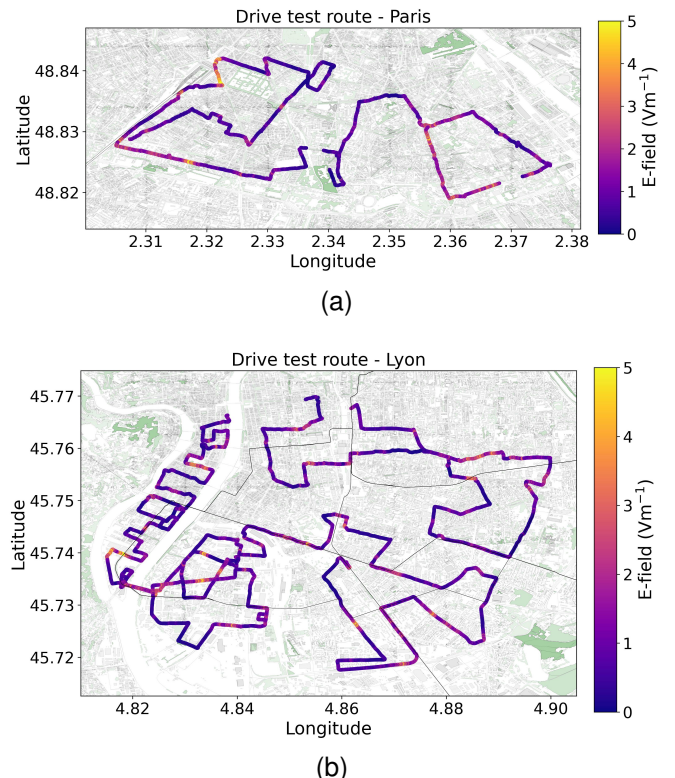 Drive test route - Paris
48.84
48.83
48.82
Latitude
2.31 2.32 2.33 2.34 2.35 2.36 2.37 2.38
Longitude
5
4
3
2
1
0
E-field (Vm⁻¹)
(a)
Drive test route - Lyon
45.77
45.76
45.75
45.74
45.73
45.72
Latitude
4.82 4.84 4.86 4.88 4.90
Longitude
5
4
3
2
1
0
E-field (Vm⁻¹)
(b)